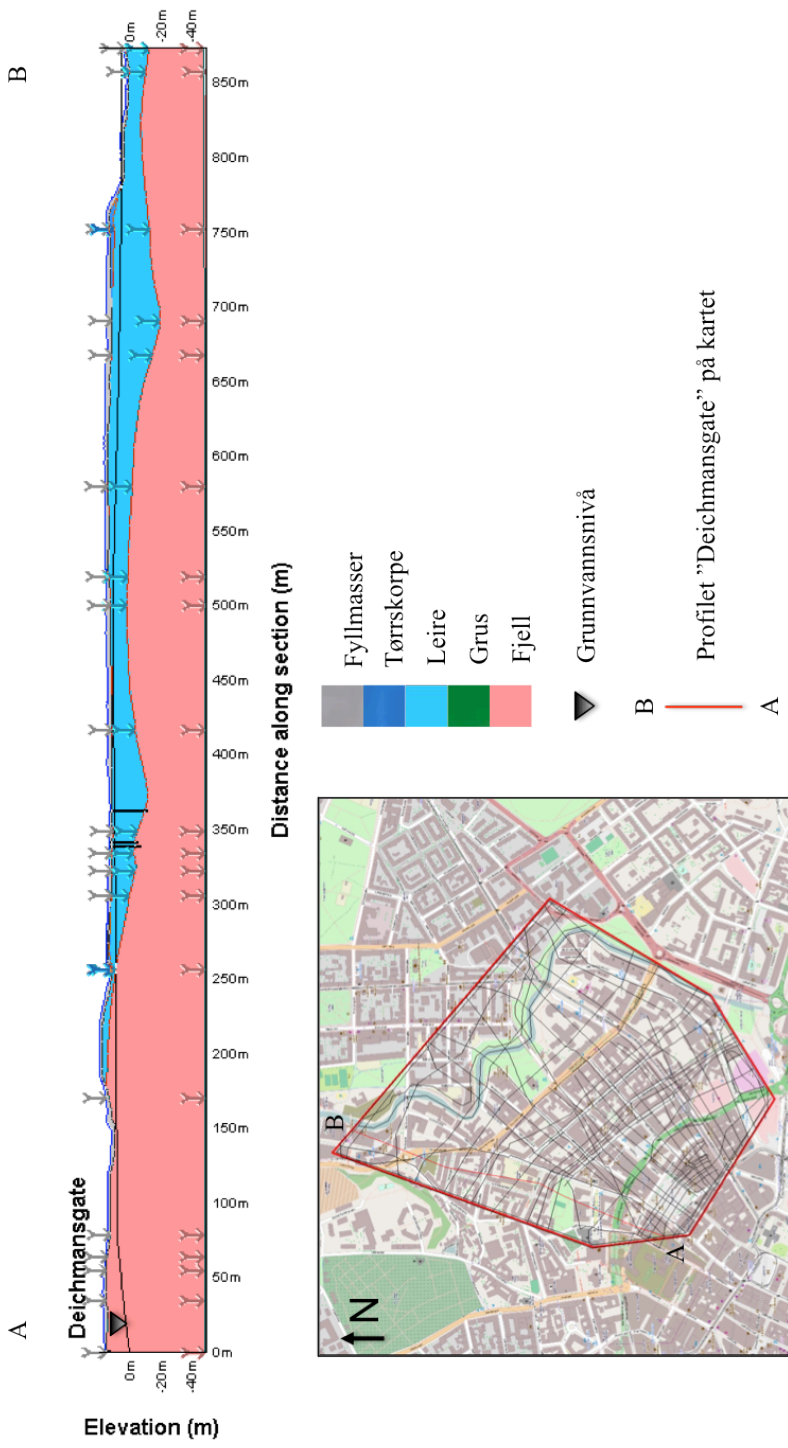 A
B
Deichmansgate
Elevation (m)
0m
-20m
-40m
0m
-20m
-40m
0m
50m
100m
150m
200m
250m
300m
350m
400m
450m
500m
550m
600m
650m
700m
750m
800m
850m
Distance along section (m)
N
A
B
Fyllmasser
Tørrskorpe
Leire
Grus
Fjell
Grunnvannsnivå
A
B
Profilet ”Deichmansgate” på kartet